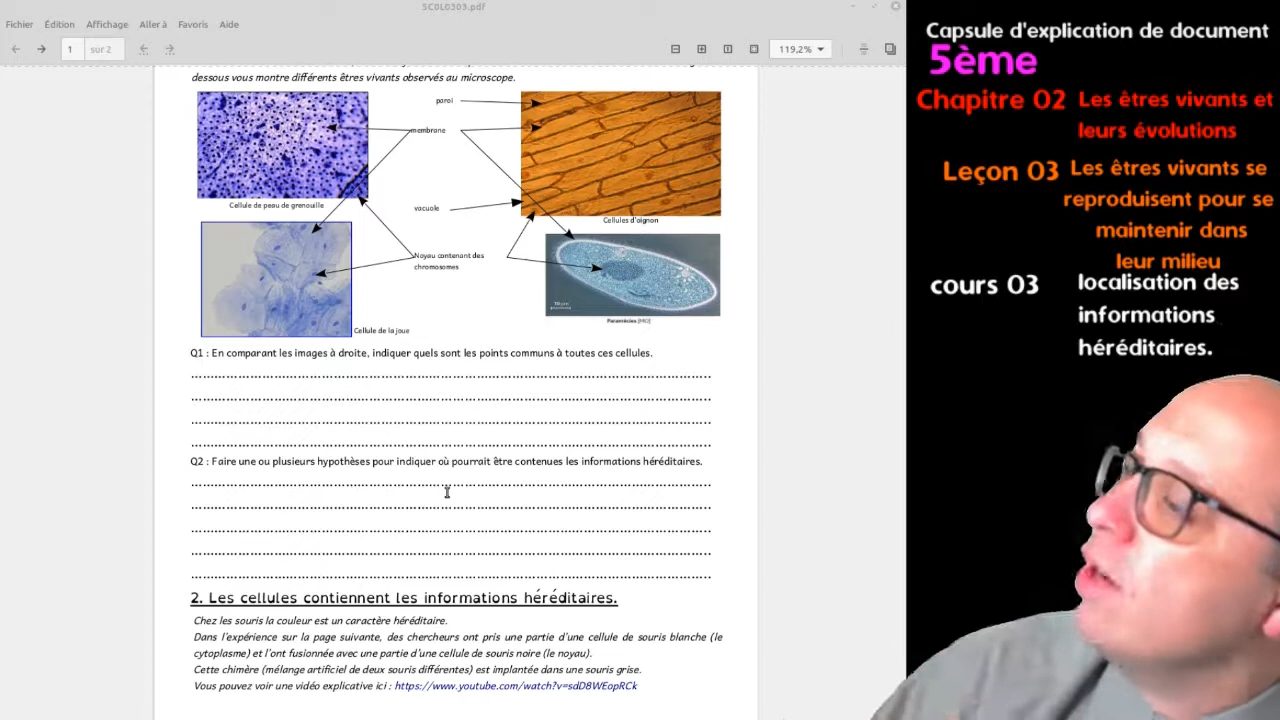 SC0L0303.pdf
Fichier Édition Affichage Aller à Favoris Aide
1 sur 2 119,2%
dessous vous montre différents êtres vivants observés au microscope.
paroi
membrane
Cellule de peau de grenouille
vacuole
Cellules d'oignon
Noyau contenant des
chromosomes
Cellule de la joue
Paramécies [MO]
Q1 : En comparant les images à droite, indiquer quels sont les points communs à toutes ces cellules.
Q2 : Faire une ou plusieurs hypothèses pour indiquer où pourrait être contenues les informations héréditaires.
2. Les cellules contiennent les informations héréditaires.
Chez les souris la couleur est un caractère héréditaire.
Dans l'expérience sur la page suivante, des chercheurs ont pris une partie d'une cellule de souris blanche (le
cytoplasme) et l'ont fusionnée avec une partie d'une cellule de souris noire (le noyau).
Cette chimère (mélange artificiel de deux souris différentes) est implantée dans une souris grise.
Vous pouvez voir une vidéo explicative ici : https://www.youtube.com/watch?v=sdD8WEopRCk
Capsule d'explication de document
5ème
Chapitre 02 Les êtres vivants et
leurs évolutions
Leçon 03 Les êtres vivants se
reproduisent pour se
maintenir dans
leur milieu
cours 03 localisation des
informations
héréditaires.